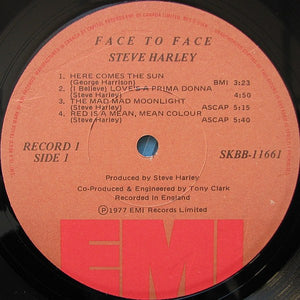 FACE TO FACE
STEVE HARLEY
1. HERE COMES THE SUN
(George Harrison) BMI 3:23
2. (I Believe) LOVE'S A PRIMA DONNA
(Steve Harley) 4:50
3. THE MAD MAD MOONLIGHT
(Steve Harley) ASCAP 5:15
4. RED IS A MEAN, MEAN COLOUR
(Steve Harley) ASCAP 5:40
RECORD 1
SIDE 1
SKBB-11661
Produced by Steve Harley
Co-Produced & Engineered by Tony Clark
Recorded in England
Ⓟ1977 EMI Records Limited
EMI